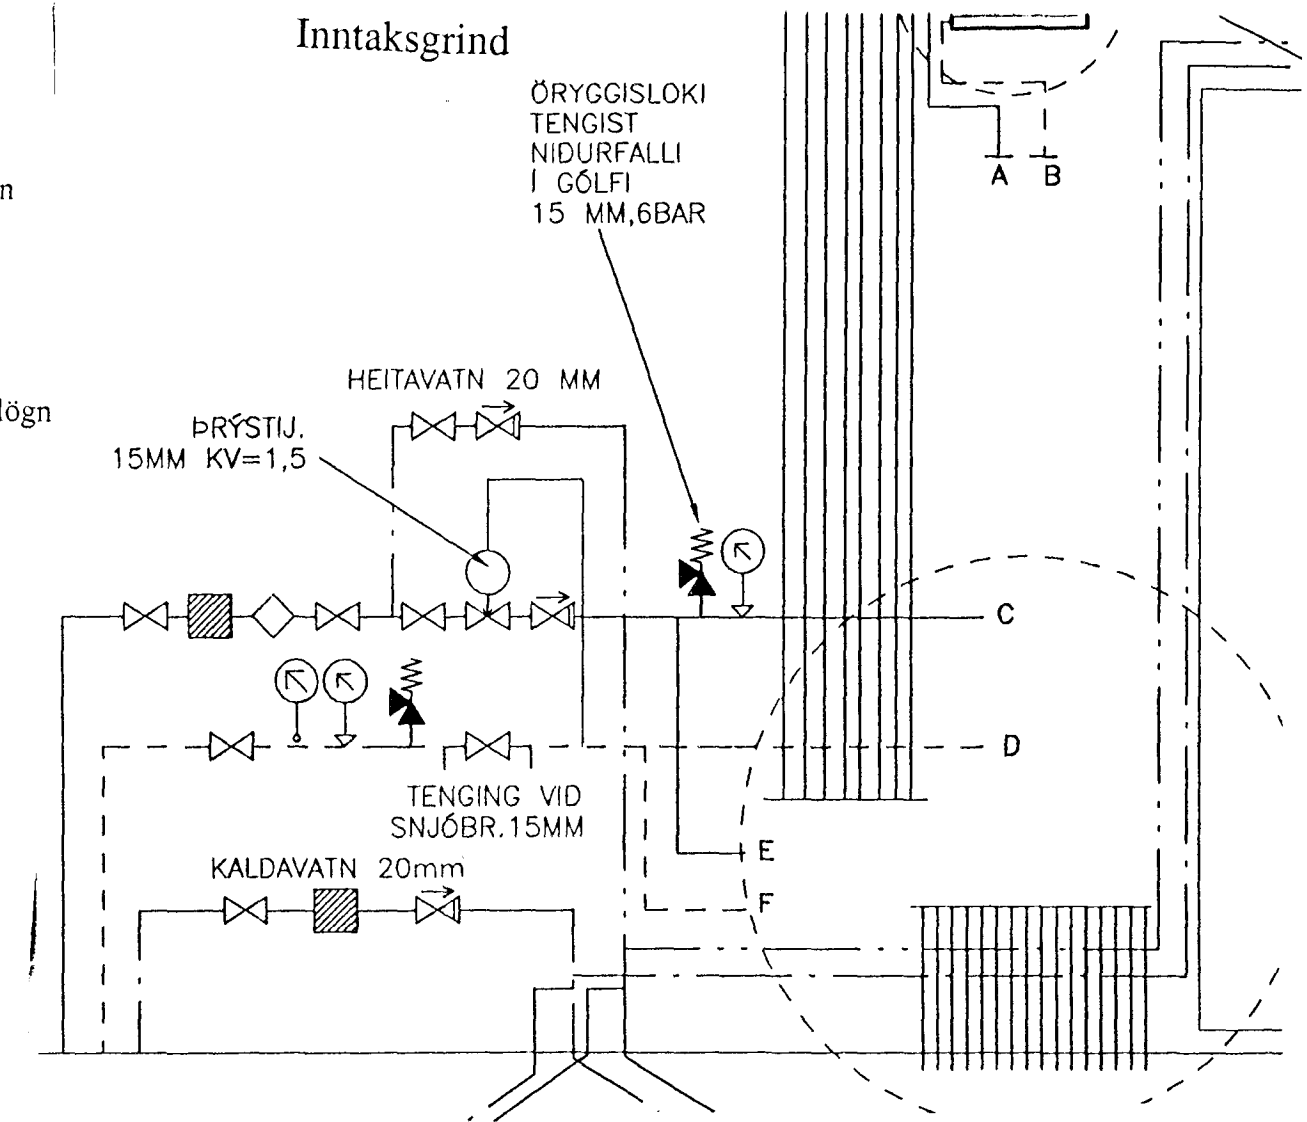 Inntaksgrind
ÖRYGGISLOKI
TENGIST
NIDURFALLI
Í GÓLFI
15 MM,6BAR
A B
n
HEITAVATN 20 MM
lögn
ÞRÝSTIJ.
15MM KV=1,5
C
D
TENGING VID
SNJÓBR.15MM
E
KALDAVATN 20mm
F